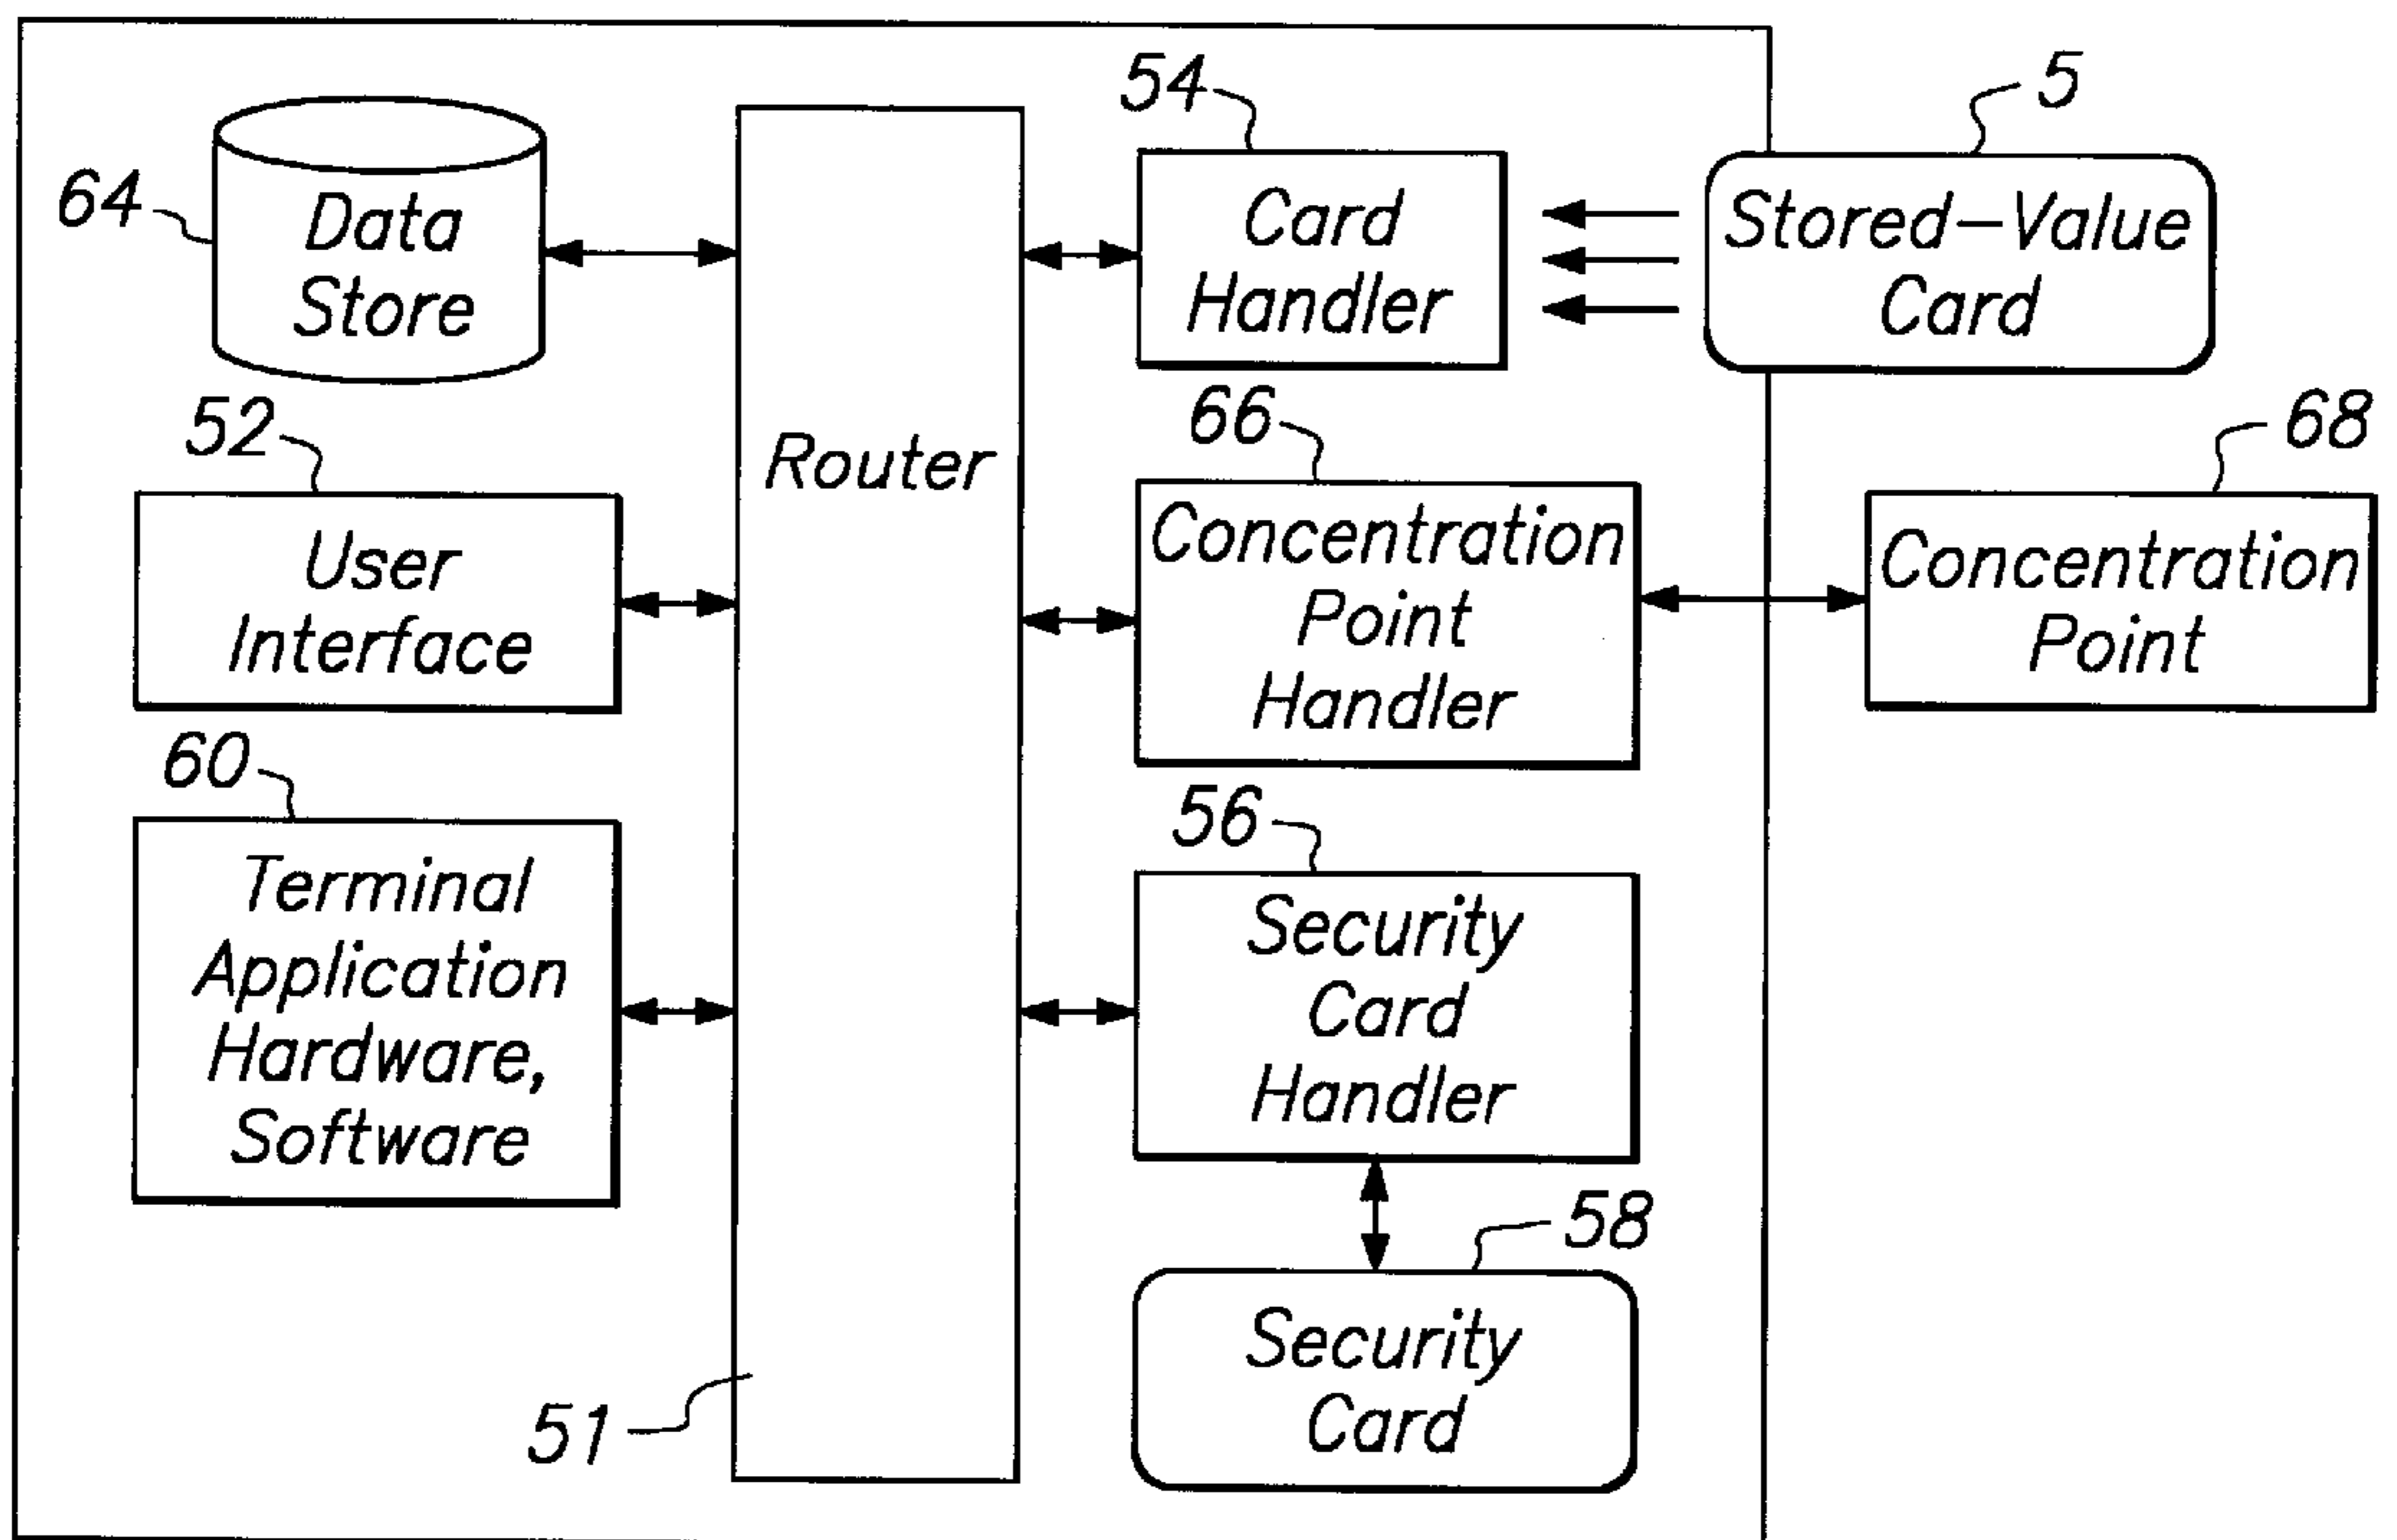 54
5
64
Data
Store
Card
Handler
Stored-Value
Card
52
Router
66
68
User
Interface
Concentration
Point
Handler
Concentration
Point
60
56
Terminal
Application
Hardware,
Software
Security
Card
Handler
58
51
Security
Card